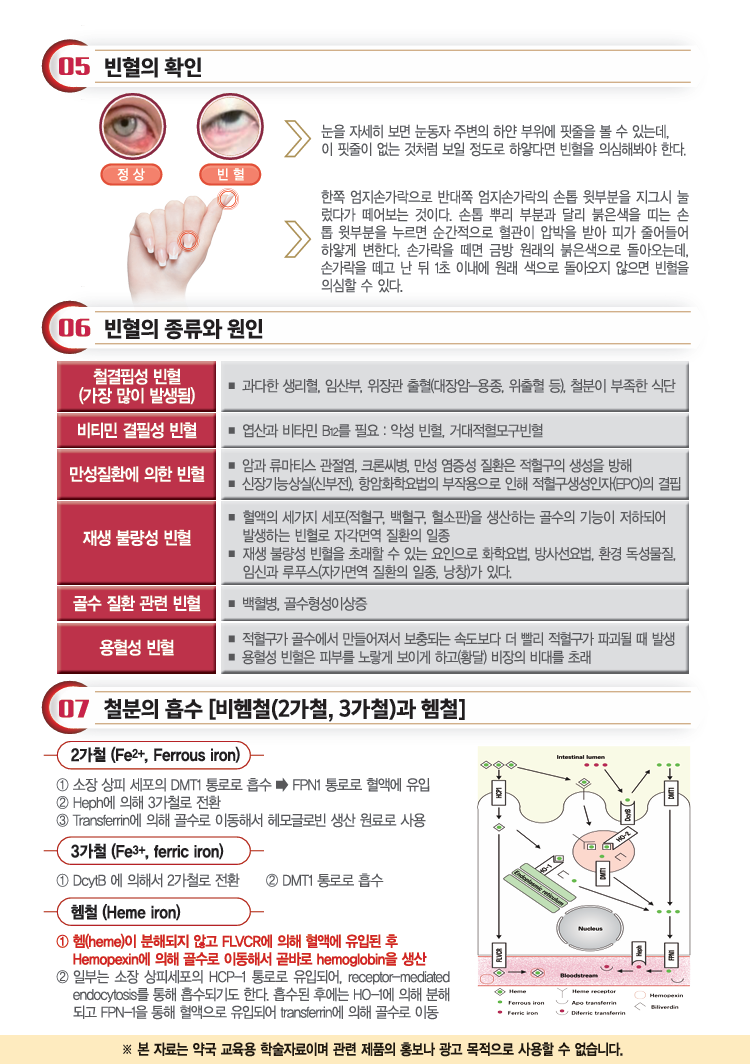 05 빈혈의 확인
정상
빈혈
눈을 자세히 보면 눈동자 주변의 하얀 부위에 핏줄을 볼 수 있는데,
이 핏줄이 없는 것처럼 보일 정도로 하얗다면 빈혈을 의심해봐야 한다.
한쪽 엄지손가락으로 반대쪽 엄지손가락의 손톱 윗부분을 지그시 눌
렀다가 떼어보는 것이다. 손톱 뿌리 부분과 달리 붉은색을 띠는 손
톱 윗부분을 누르면 순간적으로 혈관이 압박을 받아 피가 줄어들어
하얗게 변한다. 손가락을 떼면 금방 원래의 붉은색으로 돌아오는데,
손가락을 떼고 난 뒤 1초 이내에 원래 색으로 돌아오지 않으면 빈혈을
의심할 수 있다.
06 빈혈의 종류와 원인
철결핍성 빈혈
(가장 많이 발생됨)
■ 과다한 생리혈, 임산부, 위장관 출혈(대장암-용종, 위출혈 등), 철분이 부족한 식단
비티민 결필성 빈혈
■ 엽산과 비타민 B12를 필요 : 악성 빈혈, 거대적혈모구빈혈
만성질환에 의한 빈혈
■ 암과 류마티스 관절염, 크론씨병, 만성 염증성 질환은 적혈구의 생성을 방해
■ 신장기능상실(신부전), 항암화학요법의 부작용으로 인해 적혈구생성인자(EPO)의 결핍
재생 불량성 빈혈
■ 혈액의 세가지 세포(적혈구, 백혈구, 혈소판)을 생산하는 골수의 기능이 저하되어
발생하는 빈혈로 자각면역 질환의 일종
■ 재생 불량성 빈혈을 초래할 수 있는 요인으로 화학요법, 방사선요법, 환경 독성물질,
임신과 루푸스(자가면역 질환의 일종, 낭창)가 있다.
골수 질환 관련 빈혈
■ 백혈병, 골수형성이상증
용혈성 빈혈
■ 적혈구가 골수에서 만들어져서 보충되는 속도보다 더 빨리 적혈구가 파괴될 때 발생
■ 용혈성 빈혈은 피부를 노랗게 보이게 하고(황달) 비장의 비대를 초래
07 철분의 흡수 [비헴철(2가철, 3가철)과 헴철]
2가철 (Fe2+, Ferrous iron)
① 소장 상피 세포의 DMT1 통로로 흡수 ➡ FPN1 통로로 혈액에 유입
② Heph에 의해 3가철로 전환
③ Transferrin에 의해 골수로 이동해서 헤모글로빈 생산 원료로 사용
3가철 (Fe3+, ferric iron)
① DcytB 에 의해서 2가철로 전환 ② DMT1 통로로 흡수
헴철 (Heme iron)
① 헴(heme)이 분해되지 않고 FLVCR에 의해 혈액에 유입된 후
Hemopexin에 의해 골수로 이동해서 곧바로 hemoglobin을 생산
② 일부는 소장 상피세포의 HCP-1 통로로 유입되어, receptor-mediated
endocytosis를 통해 흡수되기도 한다. 흡수된 후에는 HO-1에 의해 분해
되고 FPN-1을 통해 혈액으로 유입되어 transferrin에 의해 골수로 이동
Intestinal lumen
HCP1
DcytB
DMT1
HO-2
HO-1
DMT1
Endoplasmic reticulum
Nucleus
FLVCR
Heph
FPN1
Bloodstream
Heme
Heme receptor
Hemopexin
Ferrous iron
Apo transferrin
Biliverdin
Ferric iron
Diferric transferrin
※ 본 자료는 약국 교육용 학술자료이며 관련 제품의 홍보나 광고 목적으로 사용할 수 없습니다.